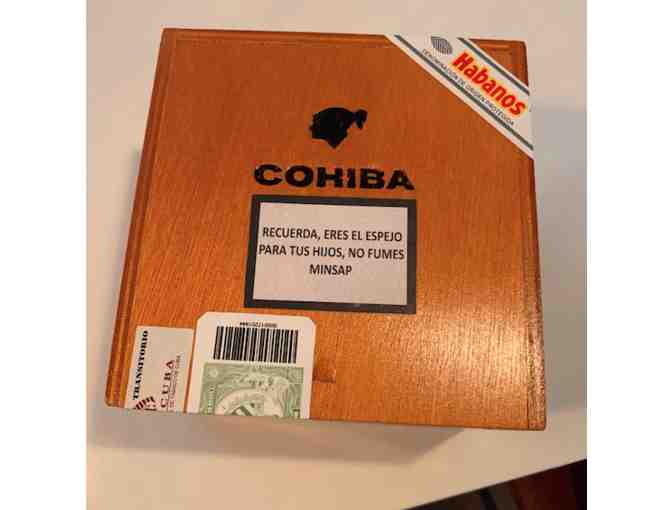 Habanos
DENOMINACIÓN DE ORIGEN PROTEGIDA
COHIBA
RECUERDA, ERES EL ESPEJO
PARA TUS HIJOS, NO FUMES
MINSAP
TRANSITORIO
CUBA